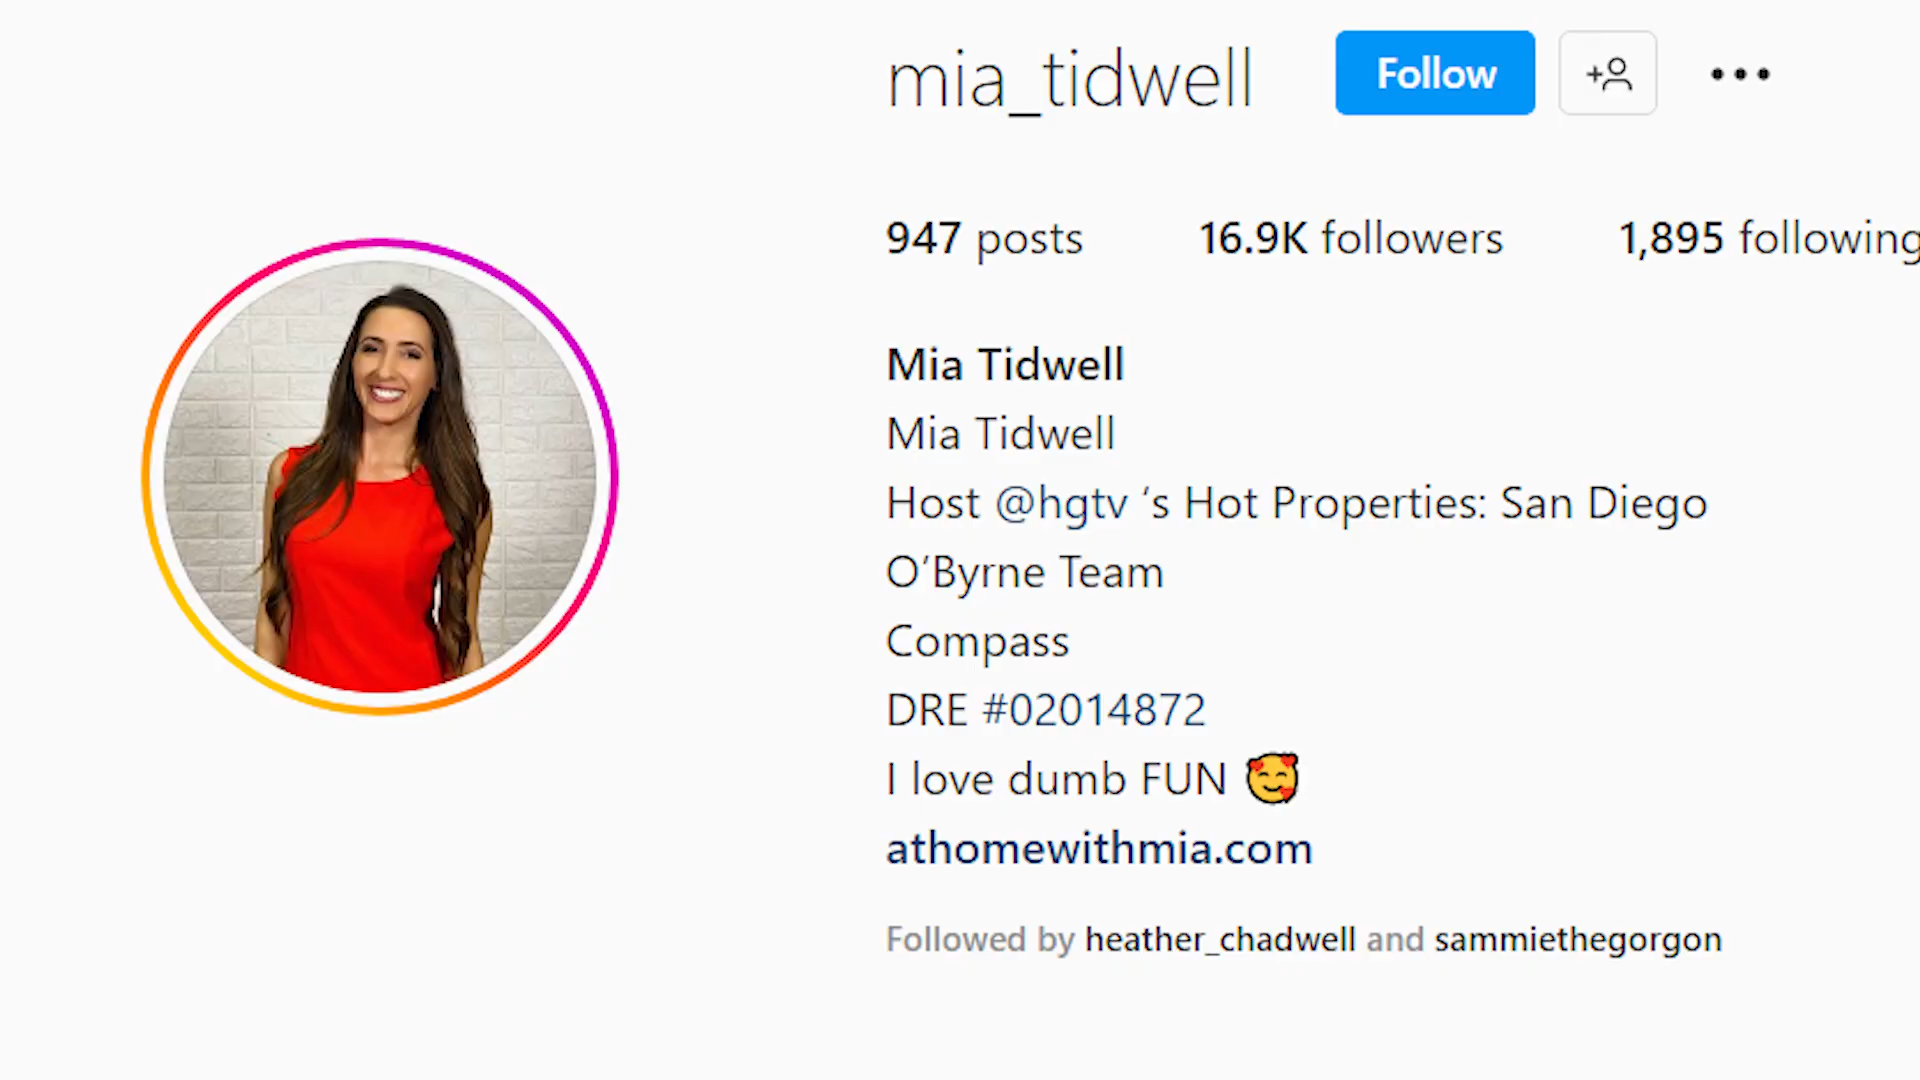 mia_tidwell Follow
947 posts 16.9K followers 1,895 following
Mia Tidwell
Mia Tidwell
Host @hgtv ‘s Hot Properties: San Diego
O’Byrne Team
Compass
DRE #02014872
I love dumb FUN 🥰
athomewithmia.com
Followed by heather_chadwell and sammiethegorgon